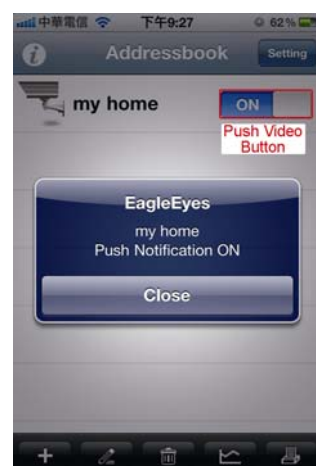 中華電信 下午9:27 62%
Addressbook Setting
my home ON
Push Video
Button
EagleEyes
my home
Push Notification ON
Close